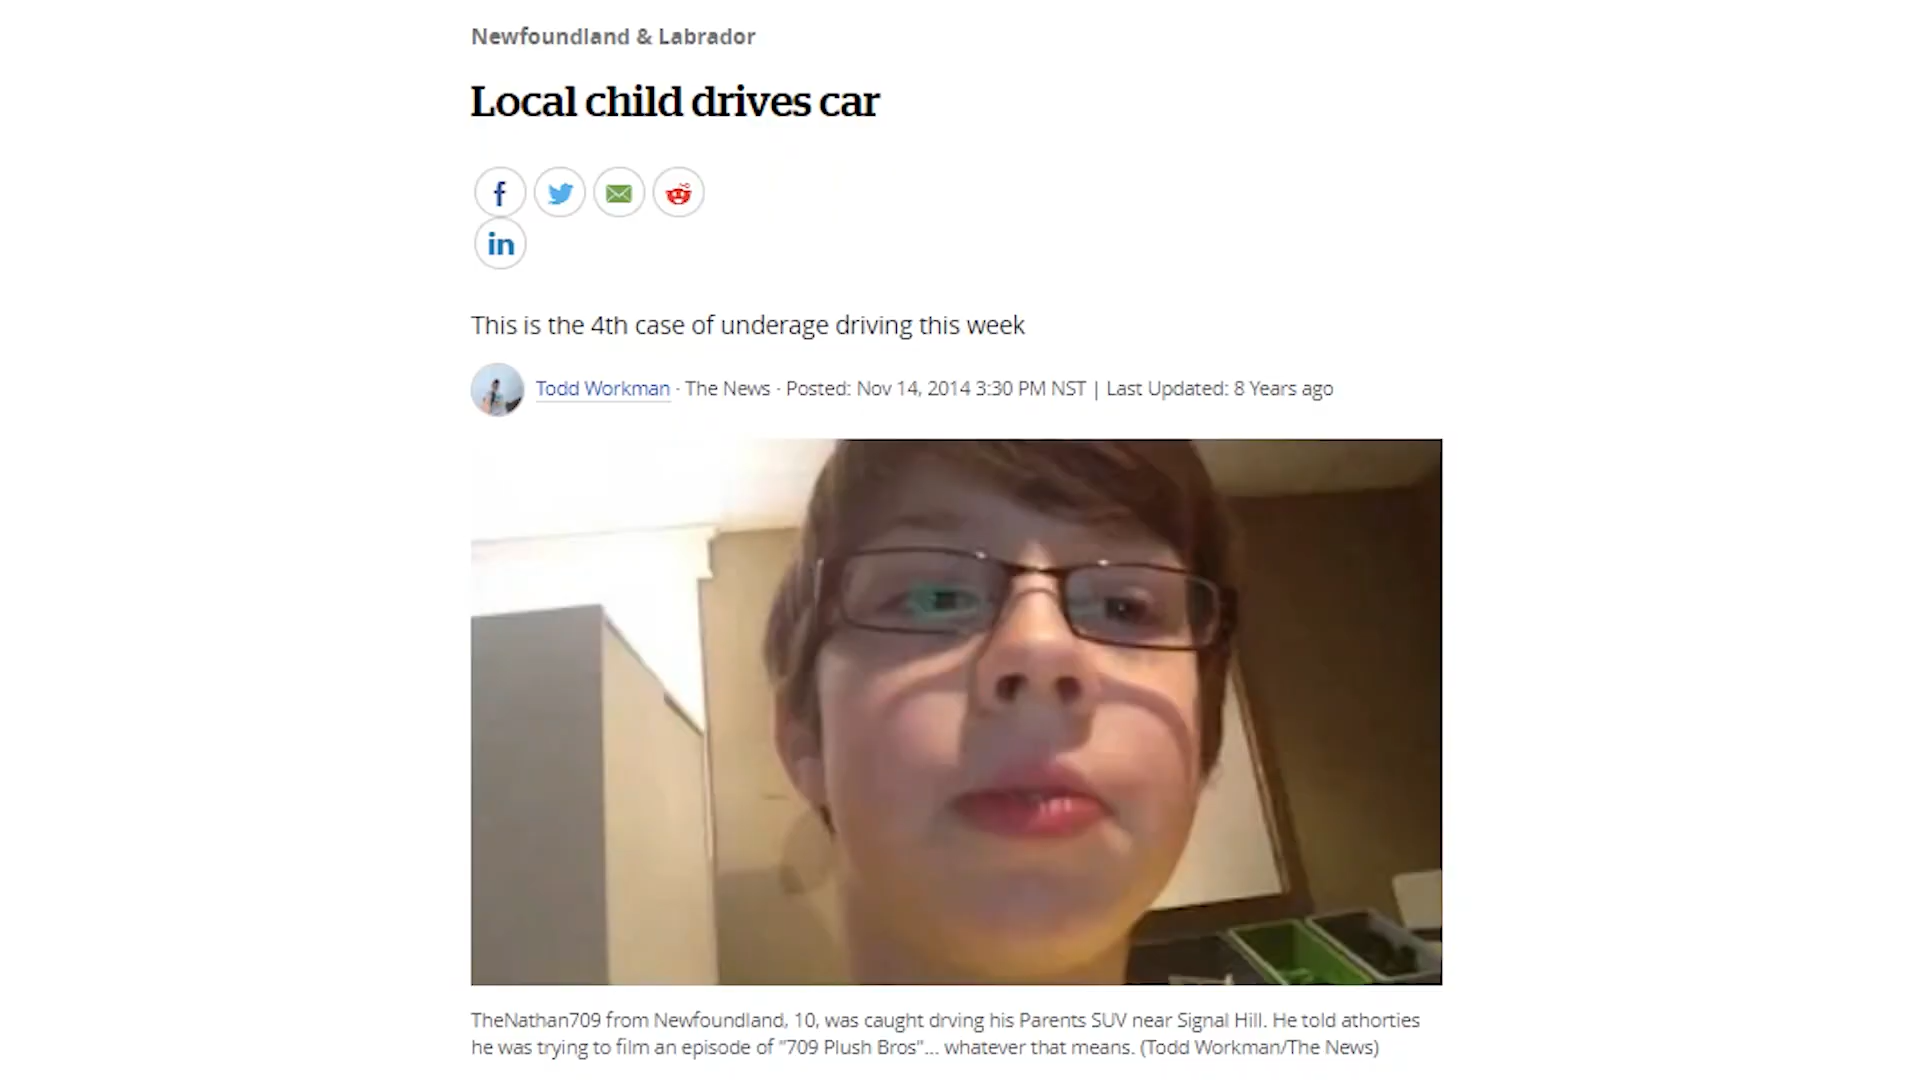 Newfoundland & Labrador
Local child drives car
f
in
This is the 4th case of underage driving this week
Todd Workman · The News · Posted: Nov 14, 2014 3:30 PM NST | Last Updated: 8 Years ago
TheNathan709 from Newfoundland, 10, was caught drving his Parents SUV near Signal Hill. He told athorties
he was trying to film an episode of "709 Plush Bros"... whatever that means. (Todd Workman/The News)